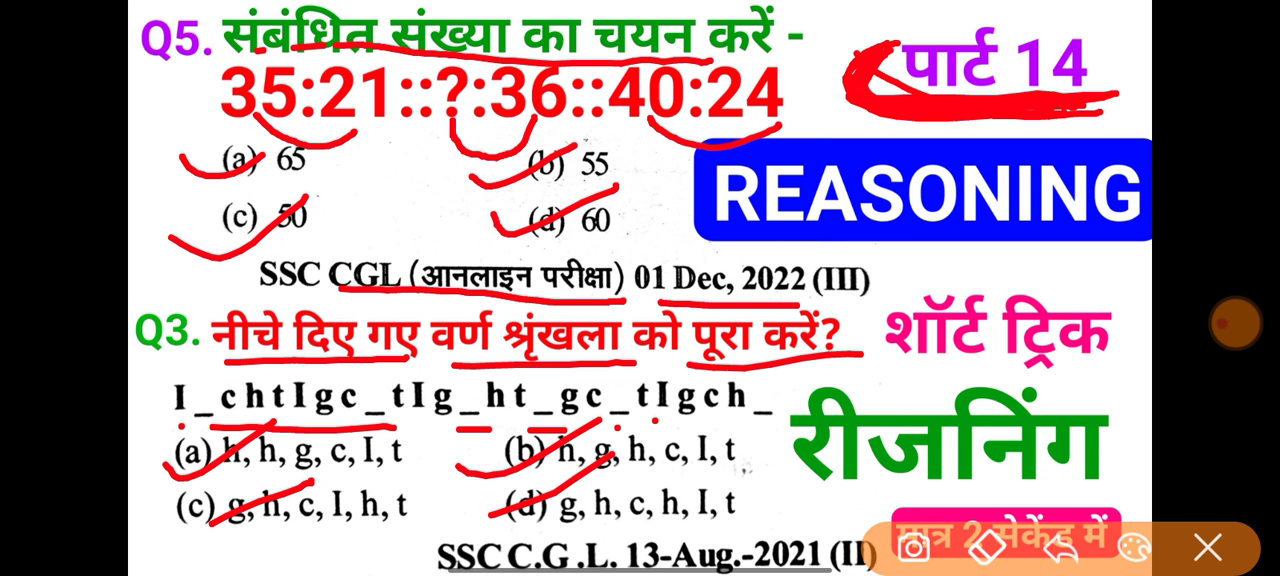 Q5. संबंधित संख्या का चयन करें -
35:21::?:36::40:24
पार्ट 14
(a) 65 (b) 55
(c) 50 (d) 60
REASONING
SSC CGL (आनलाइन परीक्षा) 01 Dec, 2022 (III)
Q3. नीचे दिए गए वर्ण श्रृंखला को पूरा करें?
शॉर्ट ट्रिक
I _ c h t I g c _ t I g _ h t _ g c _ t I g c h _
(a) h, h, g, c, I, t (b) h, g, h, c, I, t
(c) g, h, c, I, h, t (d) g, h, c, h, I, t
रीजनिंग
मात्र 2 सेकेंड में
SSC C.G.L. 13-Aug.-2021 (II)